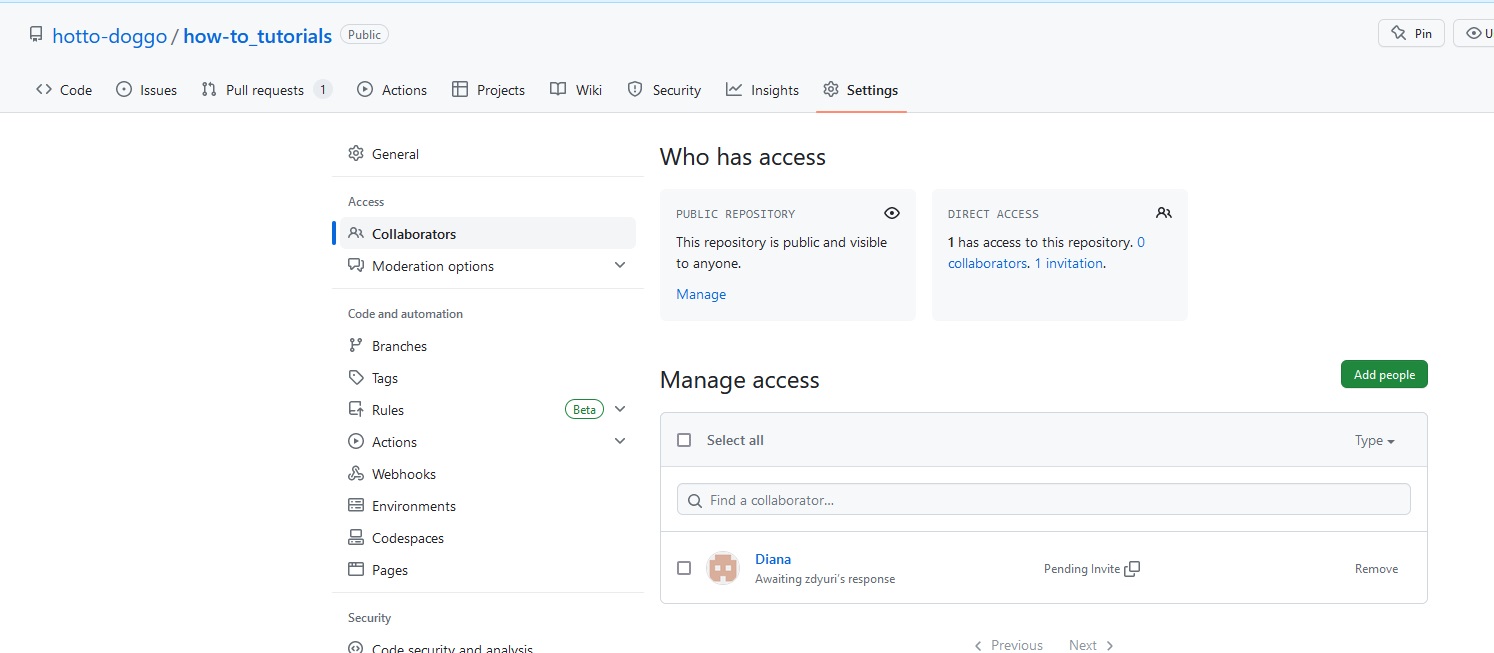 hotto-doggo / how-to_tutorials Public
Pin
U
Code Issues Pull requests 1 Actions Projects Wiki Security Insights Settings
General
Access
Collaborators
Moderation options
Code and automation
Branches
Tags
Rules Beta
Actions
Webhooks
Environments
Codespaces
Pages
Security
Code security and analysis
Who has access
PUBLIC REPOSITORY
This repository is public and visible
to anyone.
Manage
DIRECT ACCESS
1 has access to this repository. 0
collaborators. 1 invitation.
Manage access
Add people
Select all
Type
Find a collaborator...
Diana
Awaiting zdyuri's response
Pending Invite
Remove
Previous Next